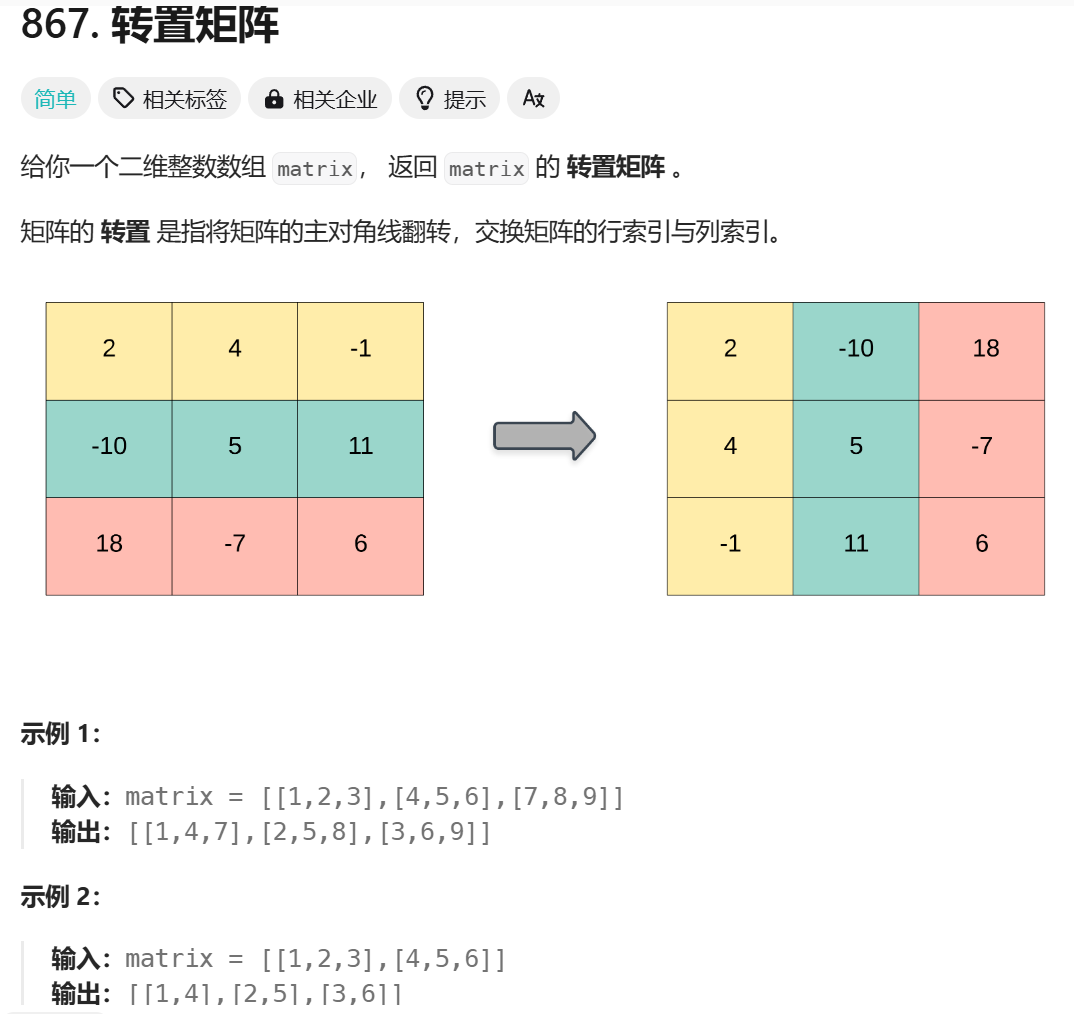 867. 转置矩阵
简单 相关标签 相关企业 提示 Aх
给你一个二维整数数组 matrix, 返回 matrix 的 转置矩阵 。
矩阵的 转置 是指将矩阵的主对角线翻转，交换矩阵的行索引与列索引。
2 4 -1 2 -10 18
-10 5 11 4 5 -7
18 -7 6 -1 11 6
示例 1：
输入：matrix = [[1,2,3],[4,5,6],[7,8,9]]
输出：[[1,4,7],[2,5,8],[3,6,9]]
示例 2：
输入：matrix = [[1,2,3],[4,5,6]]
输出：[[1,4],[2,5],[3,6]]